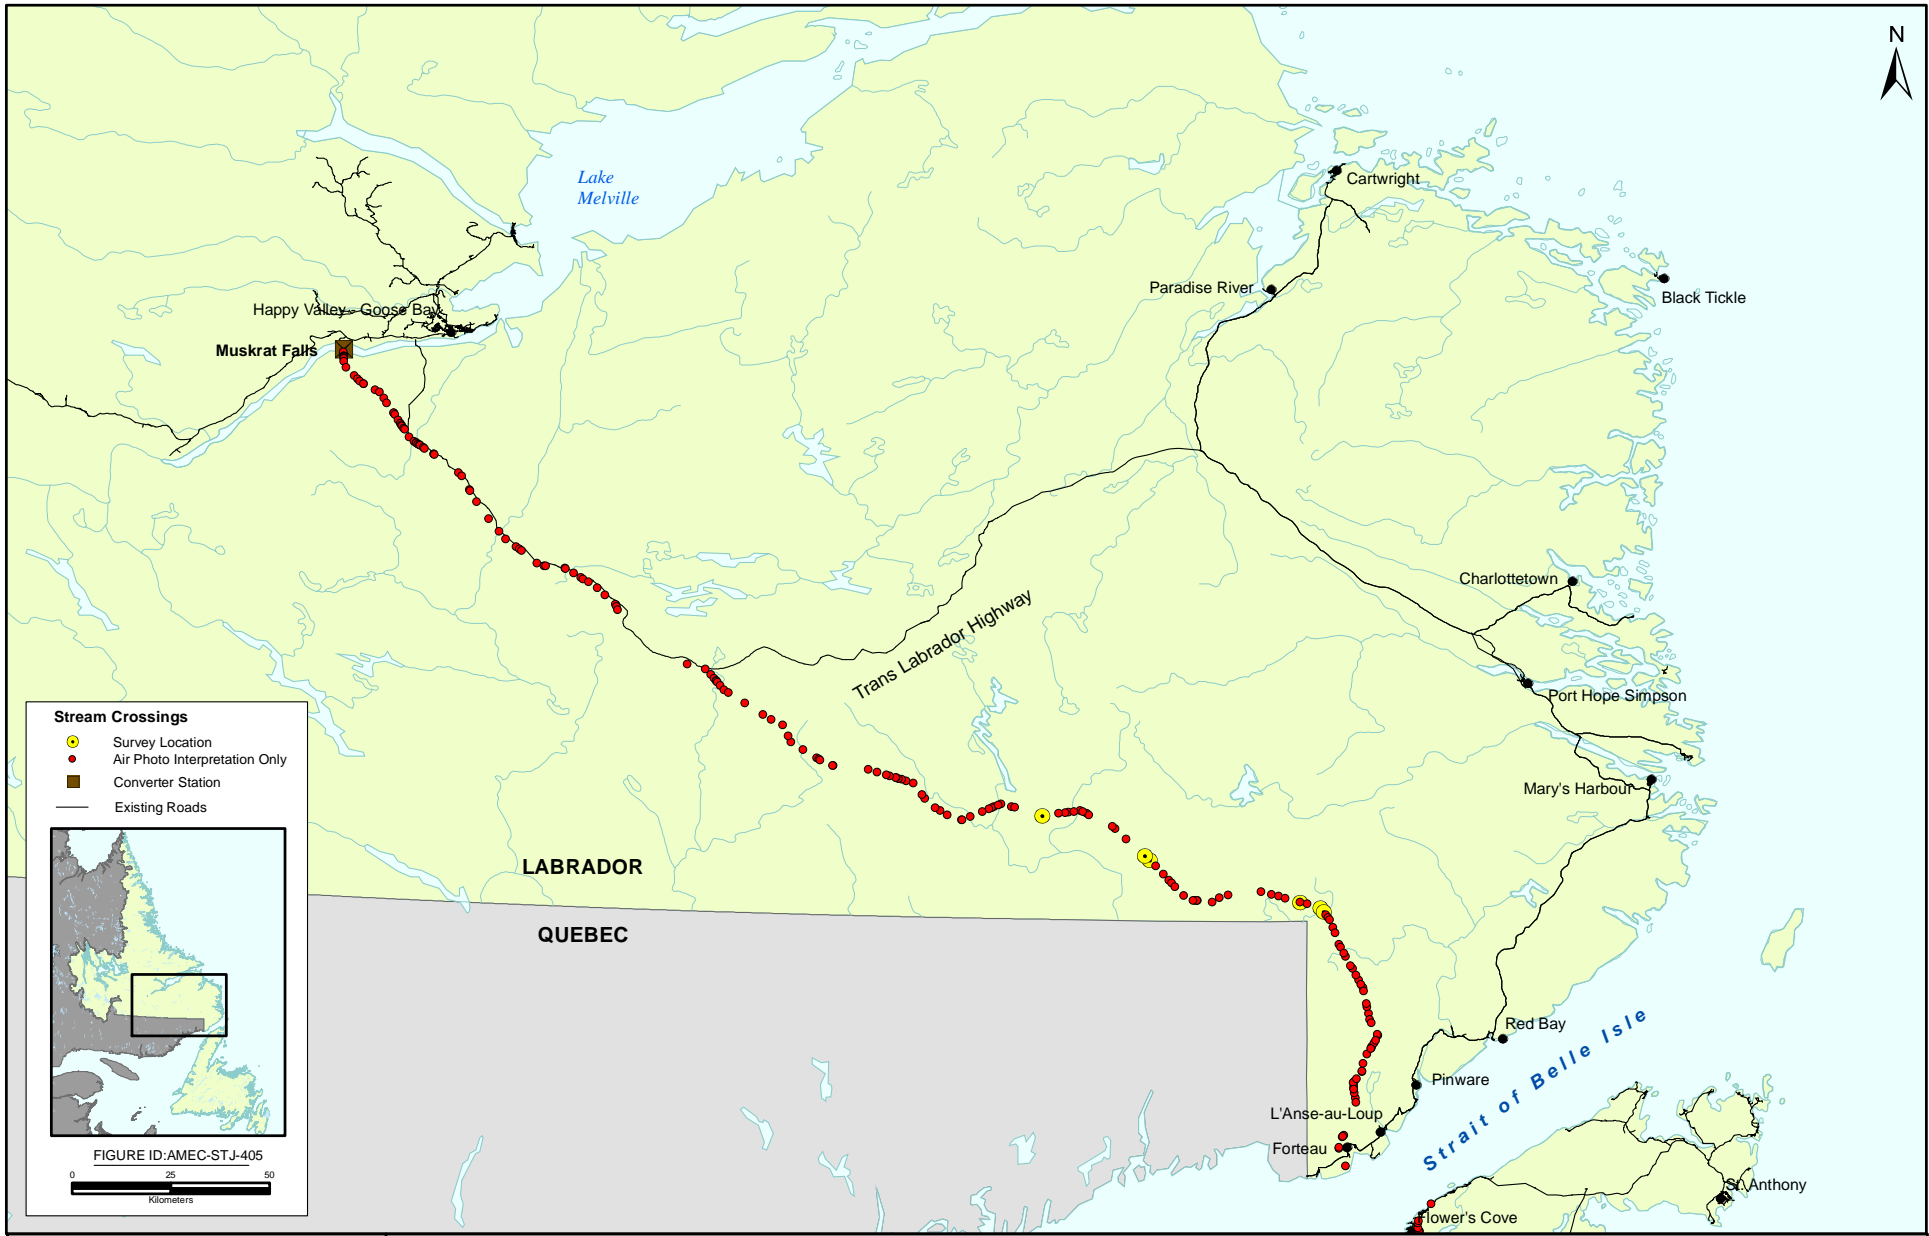 N
Lake
Melville
Cartwright
Paradise River
Black Tickle
Happy Valley - Goose Bay
Muskrat Falls
Charlottetown
Trans Labrador Highway
Port Hope Simpson
Mary's Harbour
LABRADOR
QUEBEC
Red Bay
Strait of Belle Isle
Pinware
L'Anse-au-Loup
Forteau
St. Anthony
Flower's Cove
Stream Crossings
Survey Location
Air Photo Interpretation Only
Converter Station
Existing Roads
FIGURE ID:AMEC-STJ-405
0 25 50
Kilometers